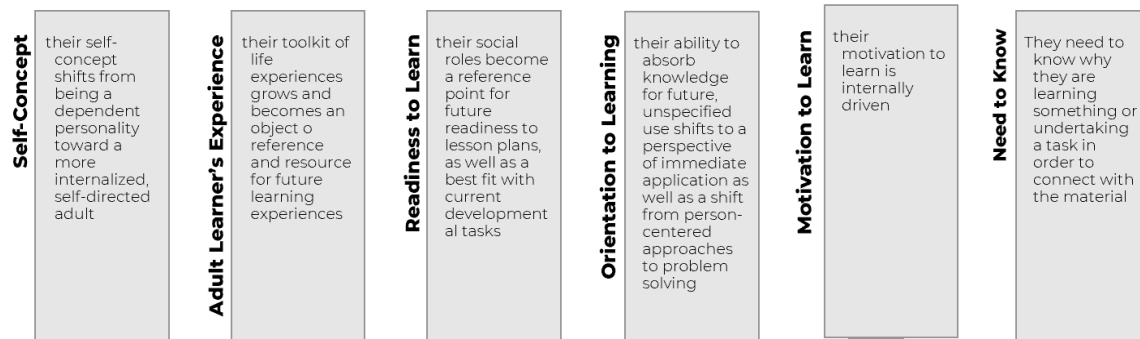 Self-Concept
their self-
concept
shifts from
being a
dependent
personality
toward a
more
internalized,
self-directed
adult
Adult Learner's Experience
their toolkit of
life
experiences
grows and
becomes an
object o
reference
and resource
for future
learning
experiences
Readiness to Learn
their social
roles become
a reference
point for
future
readiness to
lesson plans,
as well as a
best fit with
current
development
al tasks
Orientation to Learning
their ability to
absorb
knowledge
for future,
unspecified
use shifts to a
perspective
of immediate
application as
well as a shift
from person-
centered
approaches
to problem
solving
Motivation to Learn
their
motivation to
learn is
internally
driven
Need to Know
They need to
know why
they are
learning
something or
undertaking
a task in
order to
connect with
the material